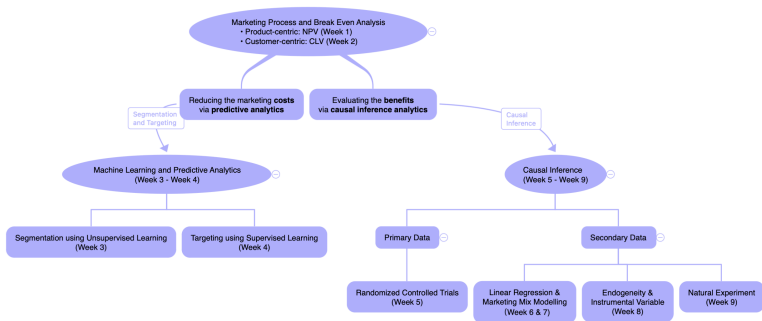 Marketing Process and Break Even Analysis
• Product-centric: NPV (Week 1)
• Customer-centric: CLV (Week 2)
Reducing the marketing costs
via predictive analytics
Evaluating the benefits
via causal inference analytics
Segmentation
and Targeting
Causal
Inference
Machine Learning and Predictive Analytics
(Week 3 - Week 4)
Causal Inference
(Week 5 - Week 9)
Segmentation using Unsupervised Learning
(Week 3)
Targeting using Supervised Learning
(Week 4)
Primary Data
Secondary Data
Randomized Controlled Trials
(Week 5)
Linear Regression &
Marketing Mix Modelling
(Week 6 & 7)
Endogeneity &
Instrumental Variable
(Week 8)
Natural Experiment
(Week 9)